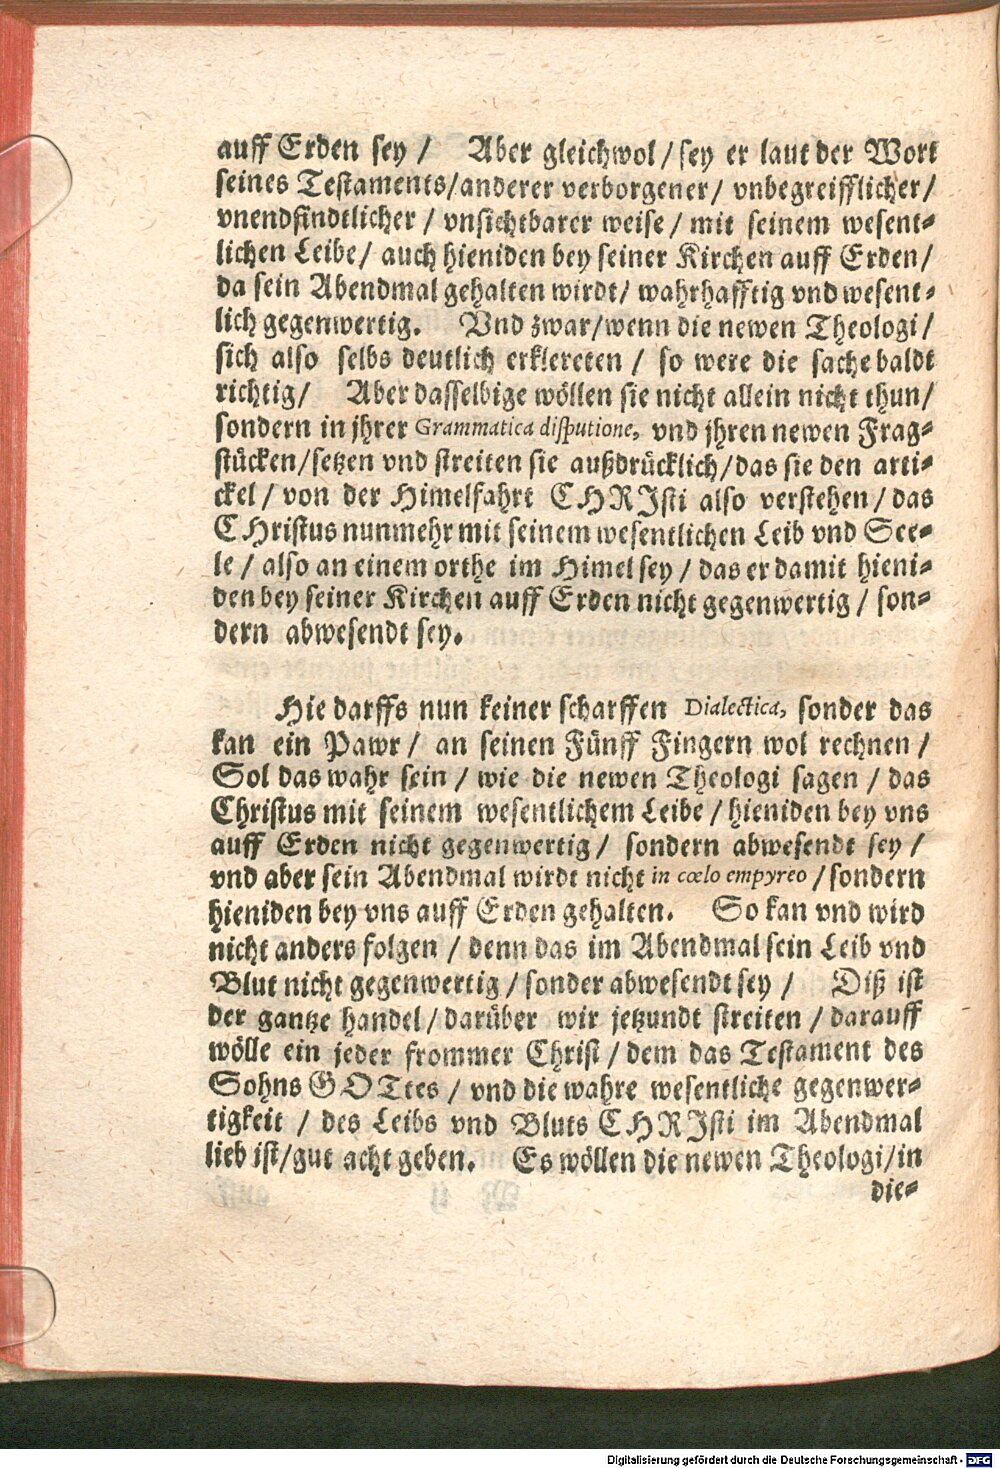 auff Erden sey / Aber gleichwol / sey er laut der Wort
seines Testaments/anderer verborgener / vnbegreifflicher /
vnendfindtlicher / vnsichtbarer weise / mit seinem wesent-
lichen Leibe / auch hieniden bey seiner Kirchen auff Erden /
da sein Abendmal gehalten wirdt / wahrhafftig vnd wesent-
lich gegenwertig. Vnd zwar/wenn die newen Theologi /
sich also selbs deutlich erklereten / so were die sache baldt
richtig / Aber dasselbige wöllen sie nicht allein nicht thun/
sondern in jhrer Grammatica disputione, vnd jhren newen Frag-
stücken/setzen vnd streiten sie außdrücklich/das sie den arti-
ckel / von der Himelfahrt CHRJsti also verstehen / das
CHristus nunmehr mit seinem wesentlichen Leib vnd See-
le / also an einem orthe im Himel sey / das er damit hieni-
den bey seiner Kirchen auff Erden nicht gegenwertig / son-
dern abwesendt sey.
Hie darffs nun keiner scharffen Dialectica, sonder das
kan ein Pawr / an seinen Fünff Fingern wol rechnen /
Sol das wahr sein / wie die newen Theologi sagen / das
Christus mit seinem wesentlichem Leibe / hieniden bey vns
auff Erden nicht gegenwertig / sondern abwesendt sey /
vnd aber sein Abendmal wirdt nicht in cœlo empyreo / sondern
hieniden bey vns auff Erden gehalten. So kan vnd wird
nicht anders folgen / denn das im Abendmal sein Leib vnd
Blut nicht gegenwertig / sonder abwesendt sey / Diß ist
der gantze handel / darüber wir jetzundt streiten / darauff
wölle ein jeder frommer Christ / dem das Testament des
Sohns GOTtes / vnd die wahre wesentliche gegenwer-
tigkeit / des Leibs vnd Bluts CHRJsti im Abendmal
lieb ist/gut acht geben. Es wöllen die newen Theologi/in
die-
Digitalisierung gefördert durch die Deutsche Forschungsgemeinschaft - DFG